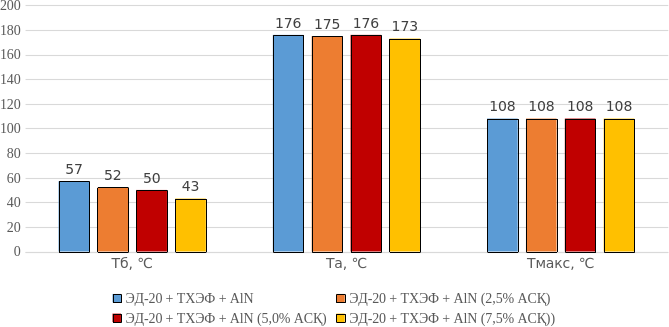 200
180
160
140
120
100
80
60
40
20
0
57 52 50 43
176 175 176 173
108 108 108 108
Тб, °С Та, °С Тмакс, °С
ЭД-20 + ТХЭФ + AlN ЭД-20 + ТХЭФ + AlN (2,5% АСҚ)
ЭД-20 + ТХЭФ + AlN (5,0% АСҚ) ЭД-20 + ТХЭФ + AlN (7,5% АСҚ))